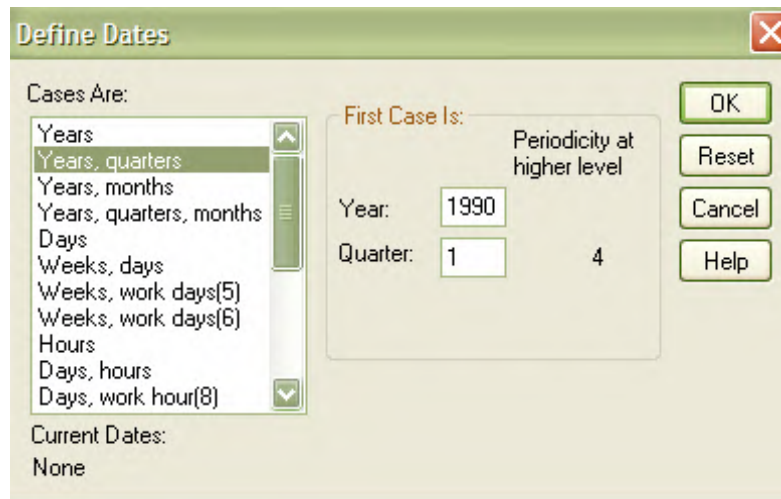 Define Dates
Cases Are:
Years
Years, quarters
Years, months
Years, quarters, months
Days
Weeks, days
Weeks, work days(5)
Weeks, work days(6)
Hours
Days, hours
Days, work hour(8)
Current Dates:
None
First Case Is:
Periodicity at
higher level
Year: 1990
Quarter: 1 4
OK
Reset
Cancel
Help